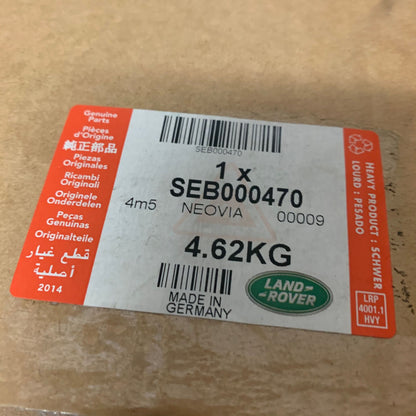 Genuine
Parts
Pièces
d'Origine
純正部品
Piezas
Originales
Ricambi
Originali
Originele
Onderdelen
Peças
Genuínas
Originalteile
قطع غيار
أصلية
2014
SEB000470
1 x
SEB000470
4m5 NEOVIA 00009
4.62KG
MADE IN
GERMANY
LAND-
ROVER
HEAVY PRODUCT : SCHWER
LOURD : PESADO
LRP
4001.1
HVY